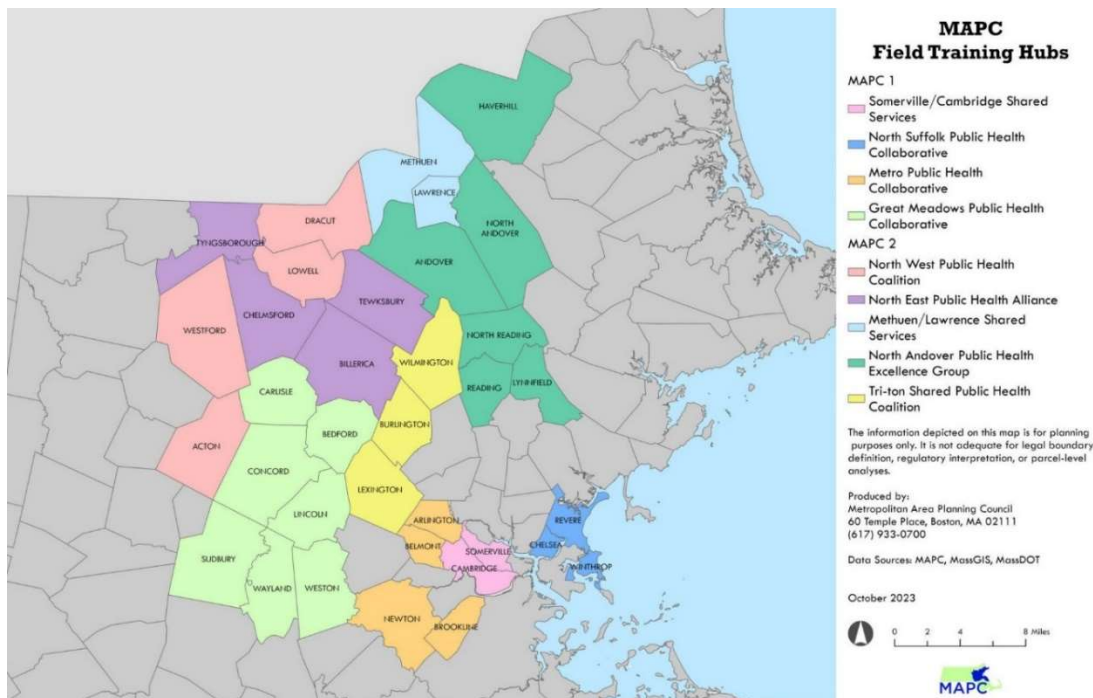 HAVERHILL
METHUEN
LAWRENCE
DRACUT
NORTH
ANDOVER
TYNGSBOROUGH
ANDOVER
LOWELL
TEWKSBURY
CHELMSFORD
WESTFORD
NORTH READING
WILMINGTON
BILLERICA
READING
LYNNFIELD
CARLISLE
BURLINGTON
BEDFORD
ACTON
CONCORD
LEXINGTON
LINCOLN
ARLINGTON
REVERE
BELMONT
SOMERVILLE
CHELSEA
SUDBURY
CAMBRIDGE
WINTHROP
WAYLAND
WESTON
NEWTON
BROOKLINE
MAPC
Field Training Hubs
MAPC 1
Somerville/Cambridge Shared
Services
North Suffolk Public Health
Collaborative
Metro Public Health
Collaborative
Great Meadows Public Health
Collaborative
MAPC 2
North West Public Health
Coalition
North East Public Health Alliance
Methuen/Lawrence Shared
Services
North Andover Public Health
Excellence Group
Tri-ton Shared Public Health
Coalition
The information depicted on this map is for planning
purposes only. It is not adequate for legal boundary
definition, regulatory interpretation, or parcel-level
analyses.
Produced by:
Metropolitan Area Planning Council
60 Temple Place, Boston, MA 02111
(617) 933-0700
Data Sources: MAPC, MassGIS, MassDOT
October 2023
0 2 4 8 Miles
MAPC